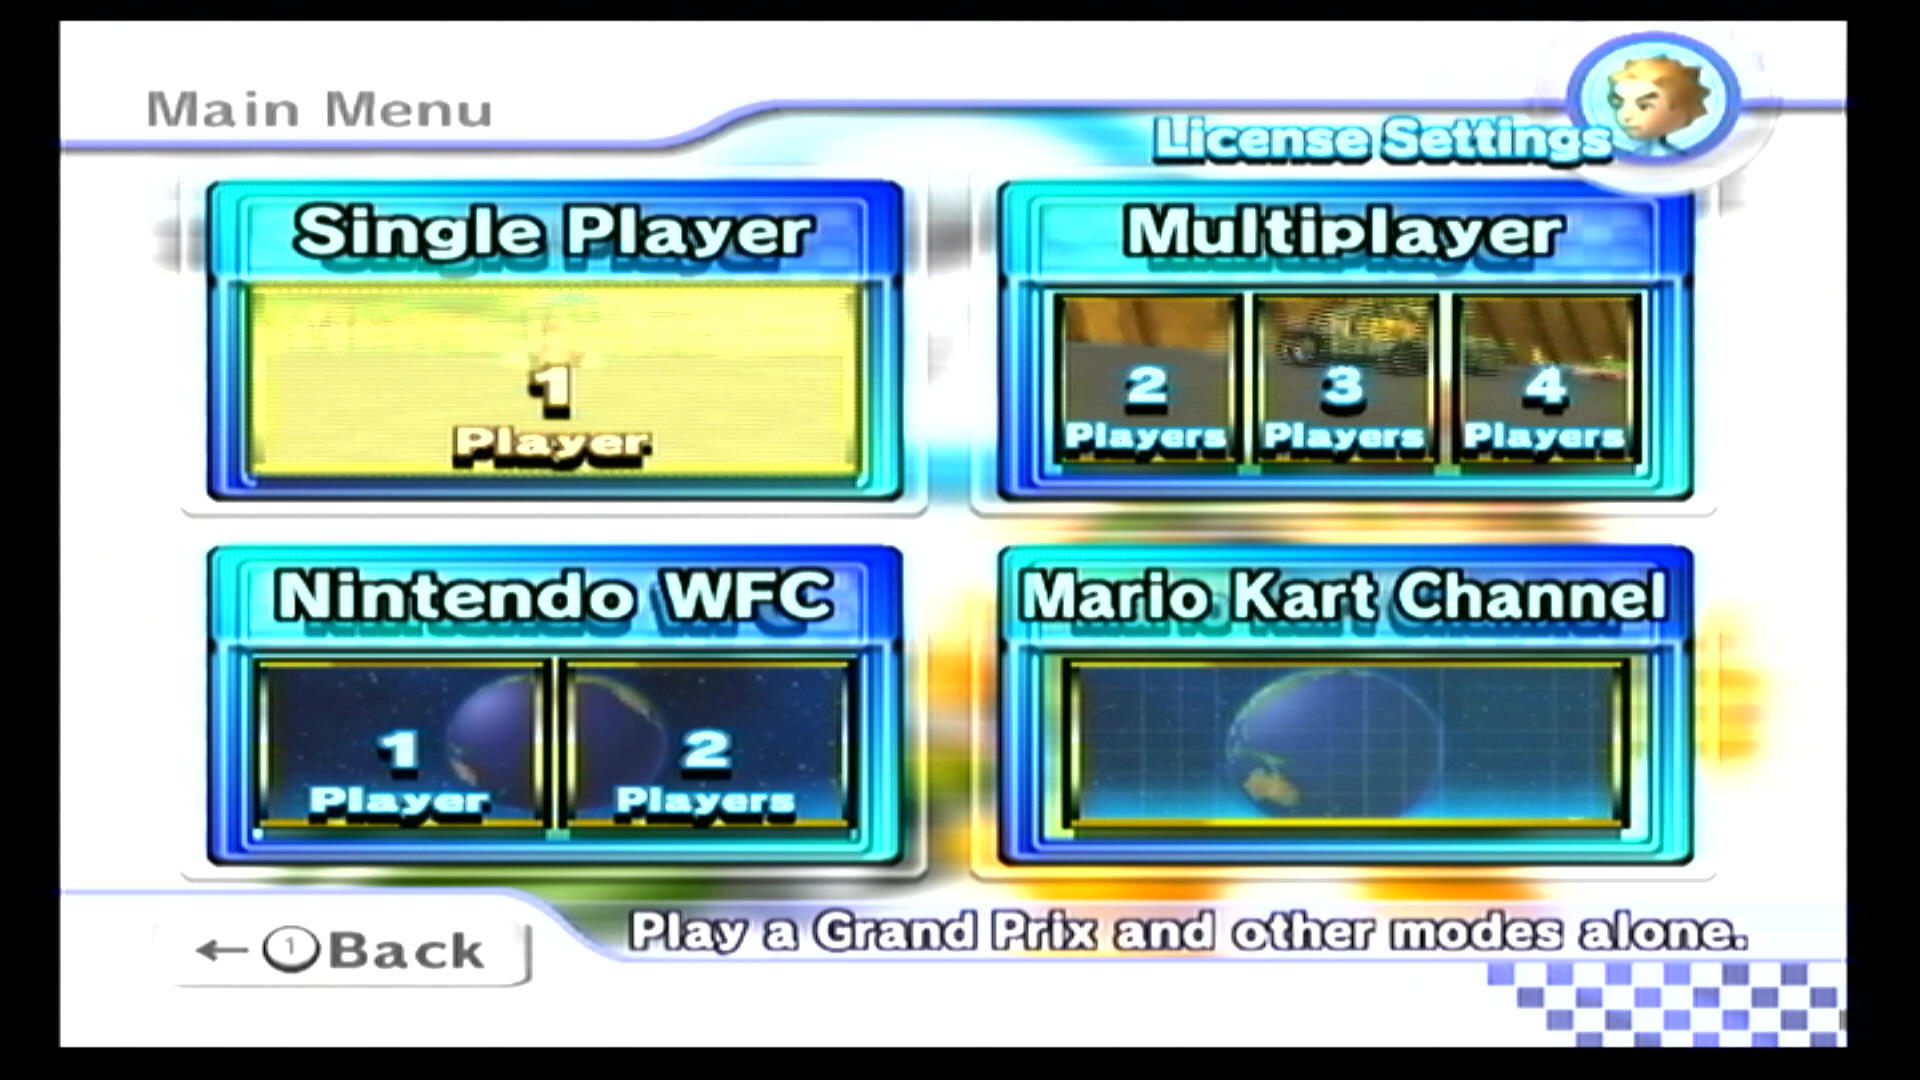 Main Menu
License Settings
Single Player
1
Player
Multiplayer
2
Players
3
Players
4
Players
Nintendo WFC
1
Player
2
Players
Mario Kart Channel
← 1 Back
Play a Grand Prix and other modes alone.